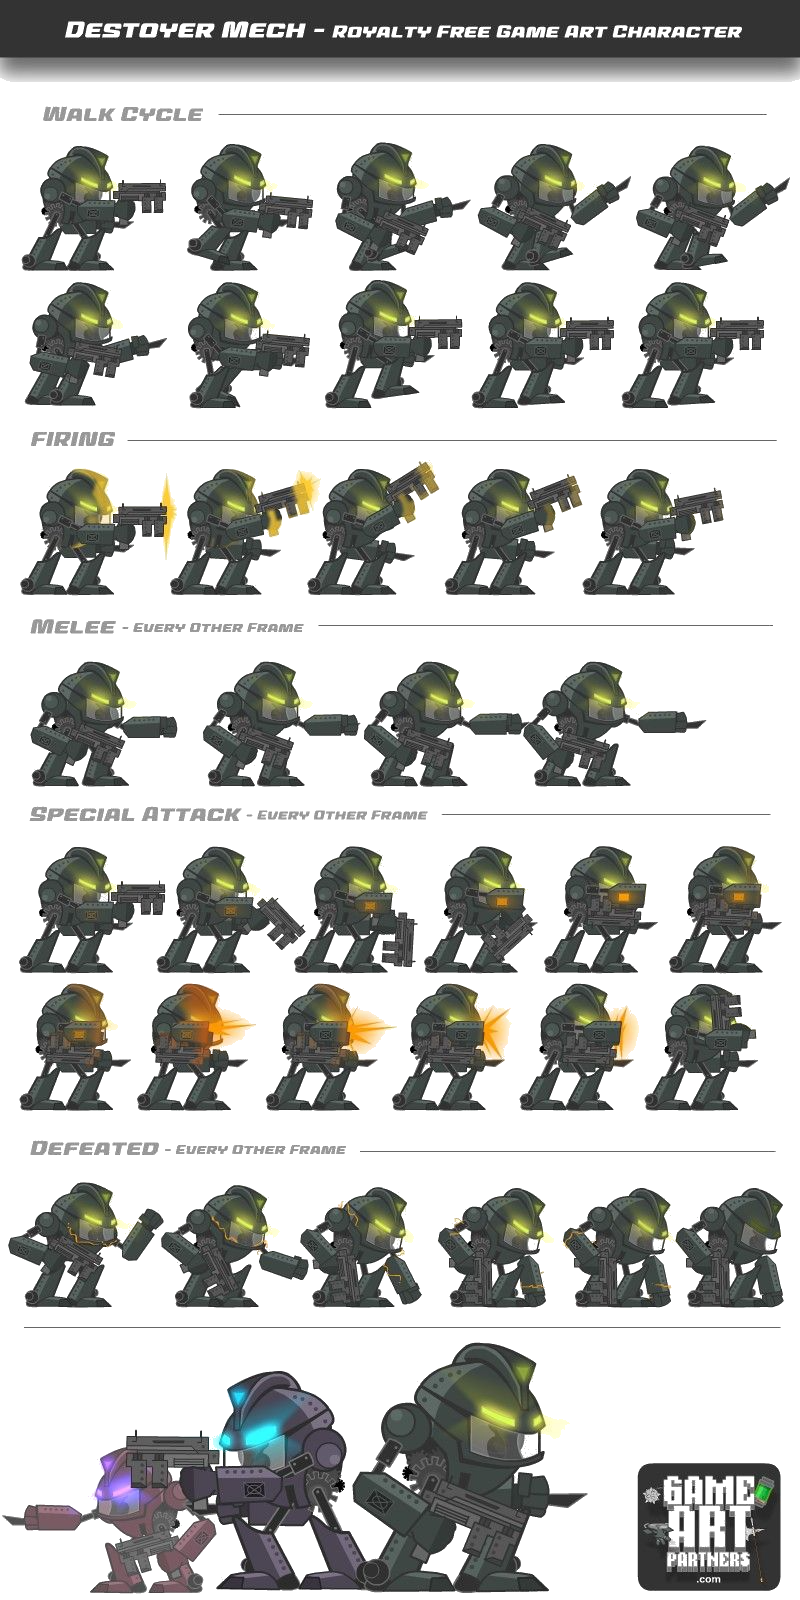 Destoyer Mech - Royalty Free Game Art Character
Walk Cycle
Firing
Melee - Every Other Frame
Special Attack - Every Other Frame
Defeated - Every Other Frame
GAME
ART
PARTNERS
.com